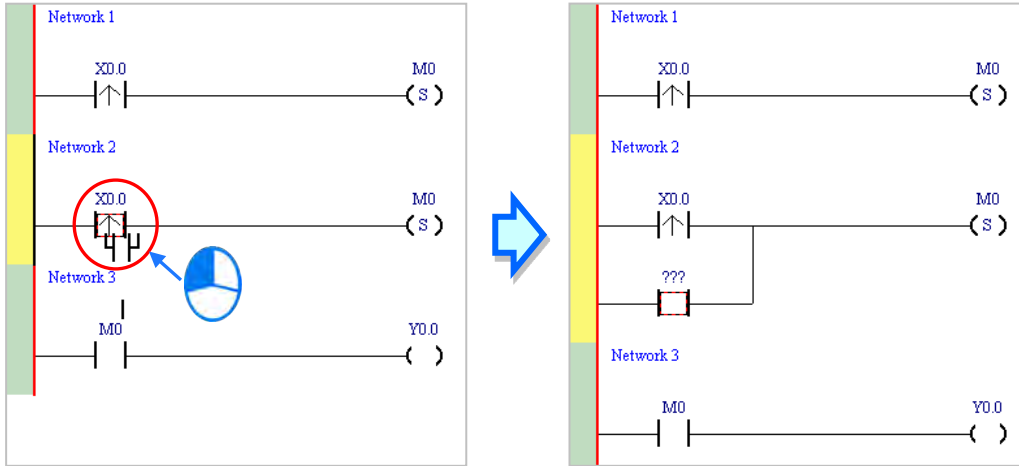 Network 1
X0.0 M0
S
Network 2
X0.0 M0
S
Network 3
M0 Y0.0
Network 1
X0.0 M0
S
Network 2
X0.0 M0
S
???
Network 3
M0 Y0.0